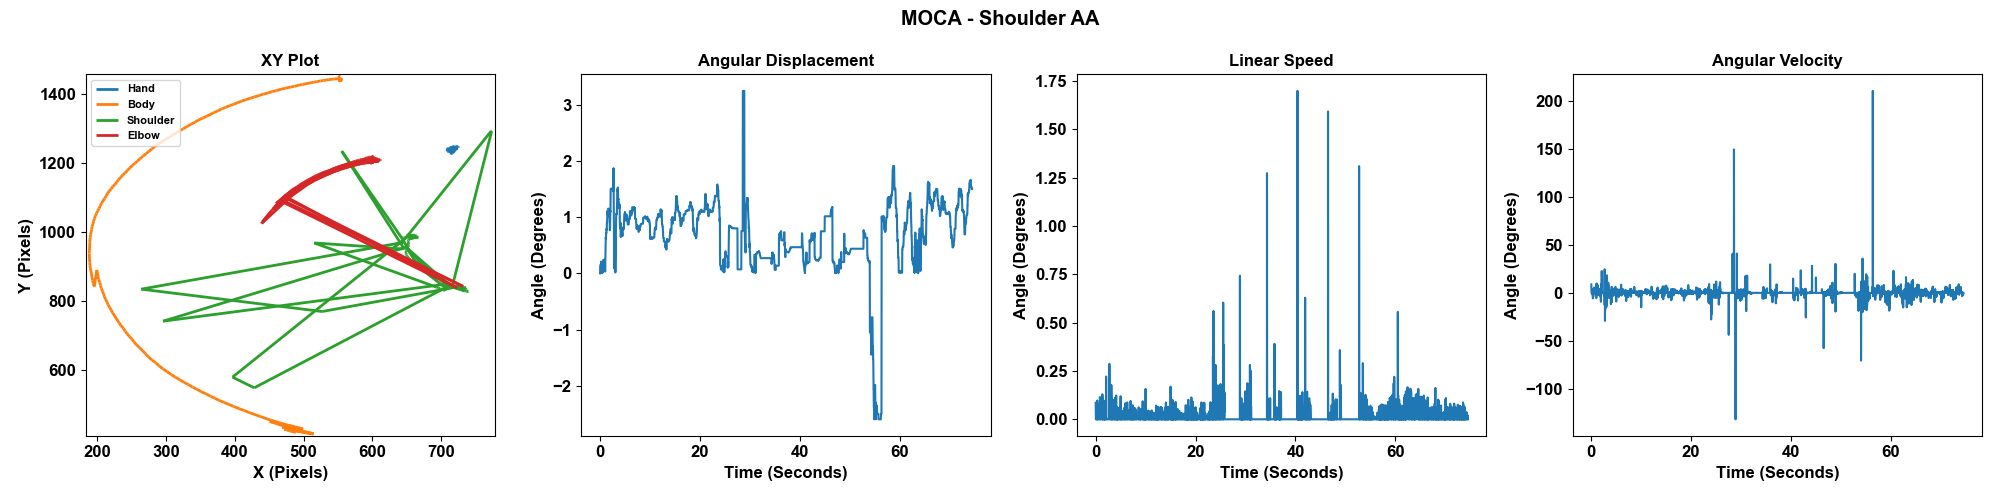 MOCA - Shoulder AA
XY Plot
Hand
Body
Shoulder
Elbow
1400
1200
1000
800
600
200 300 400 500 600 700
Y (Pixels)
X (Pixels)
Angular Displacement
3
2
1
0
−1
−2
0 20 40 60
Angle (Degrees)
Time (Seconds)
Linear Speed
1.75
1.50
1.25
1.00
0.75
0.50
0.25
0.00
0 20 40 60
Angle (Degrees)
Time (Seconds)
Angular Velocity
200
150
100
50
0
−50
−100
0 20 40 60
Angle (Degrees)
Time (Seconds)